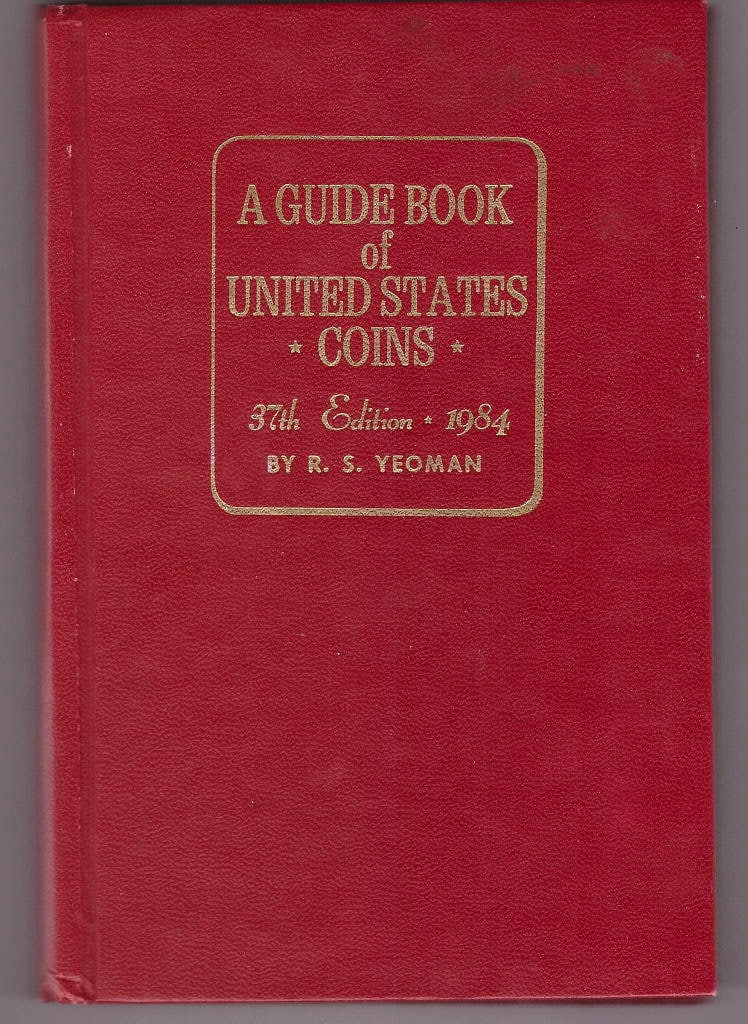 A GUIDE BOOK
of
UNITED STATES
★ COINS ★
37th Edition ★ 1984
BY R. S. YEOMAN